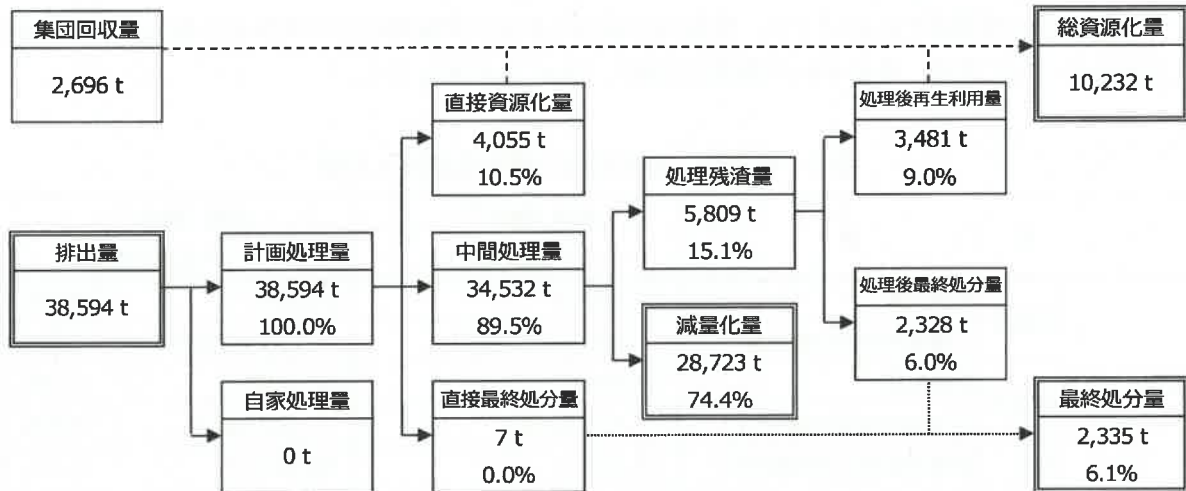 集団回収量
2,696 t
総資源化量
10,232 t
直接資源化量
4,055 t
10.5%
処理後再生利用量
3,481 t
9.0%
処理残渣量
5,809 t
15.1%
排出量
38,594 t
計画処理量
38,594 t
100.0%
中間処理量
34,532 t
89.5%
減量化量
28,723 t
74.4%
処理後最終処分量
2,328 t
6.0%
自家処理量
0 t
直接最終処分量
7 t
0.0%
最終処分量
2,335 t
6.1%